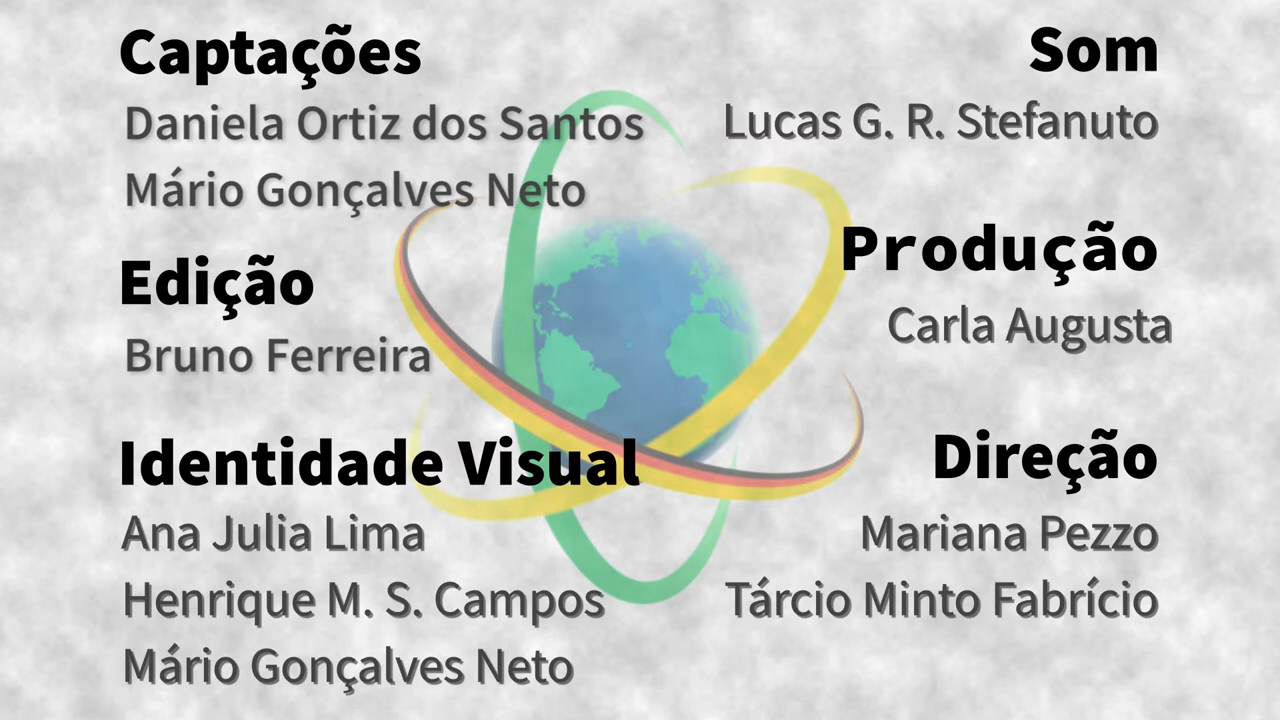 Captações
Daniela Ortiz dos Santos
Mário Gonçalves Neto
Edição
Bruno Ferreira
Identidade Visual
Ana Julia Lima
Henrique M. S. Campos
Mário Gonçalves Neto
Som
Lucas G. R. Stefanuto
Produção
Carla Augusta
Direção
Mariana Pezzo
Tárcio Minto Fabrício